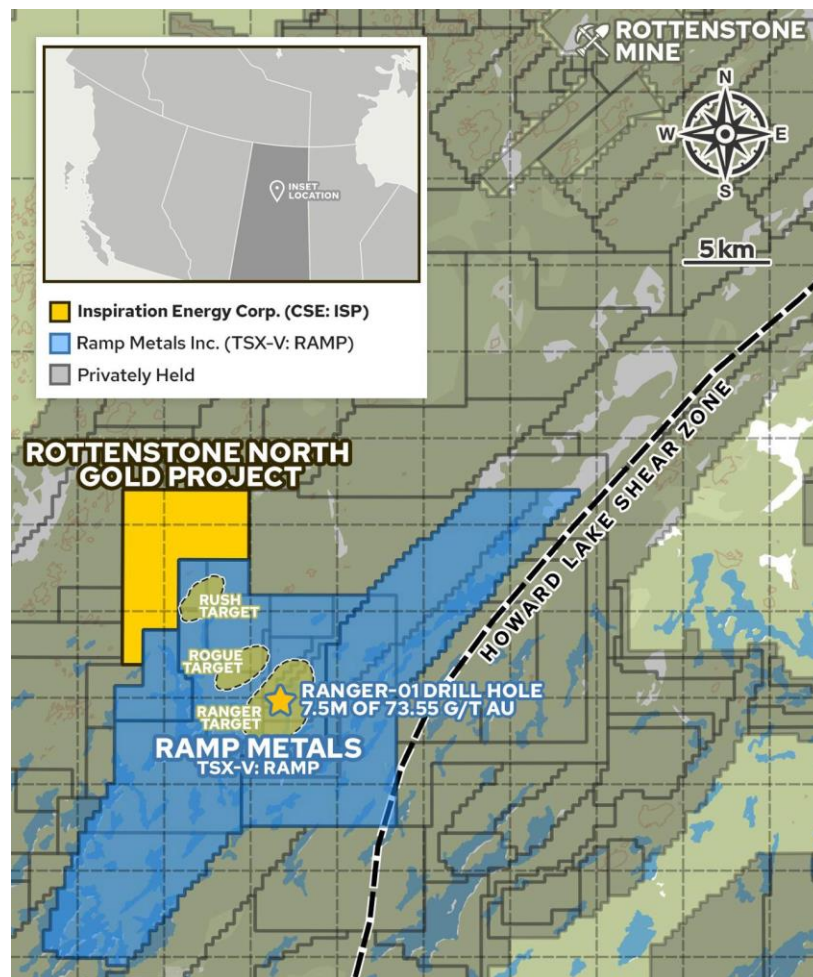 ROTTENSTONE
MINE
N
W
E
S
5 km
INSET
LOCATION
Inspiration Energy Corp. (CSE: ISP)
Ramp Metals Inc. (TSX-V: RAMP)
Privately Held
HOWARD LAKE SHEAR ZONE
ROTTENSTONE NORTH
GOLD PROJECT
RUSH
TARGET
ROGUE
TARGET
RANGER
TARGET
RANGER-01 DRILL HOLE
7.5M OF 73.55 G/T AU
RAMP METALS
TSX-V: RAMP